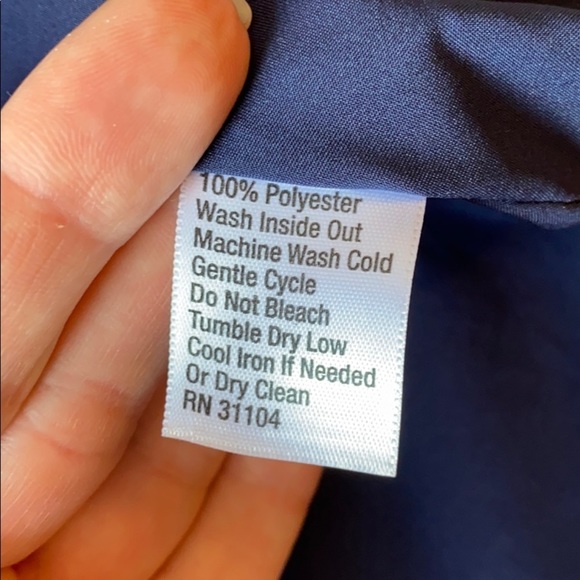 100% Polyester
Wash Inside Out
Machine Wash Cold
Gentle Cycle
Do Not Bleach
Tumble Dry Low
Cool Iron If Needed
Or Dry Clean
RN 31104